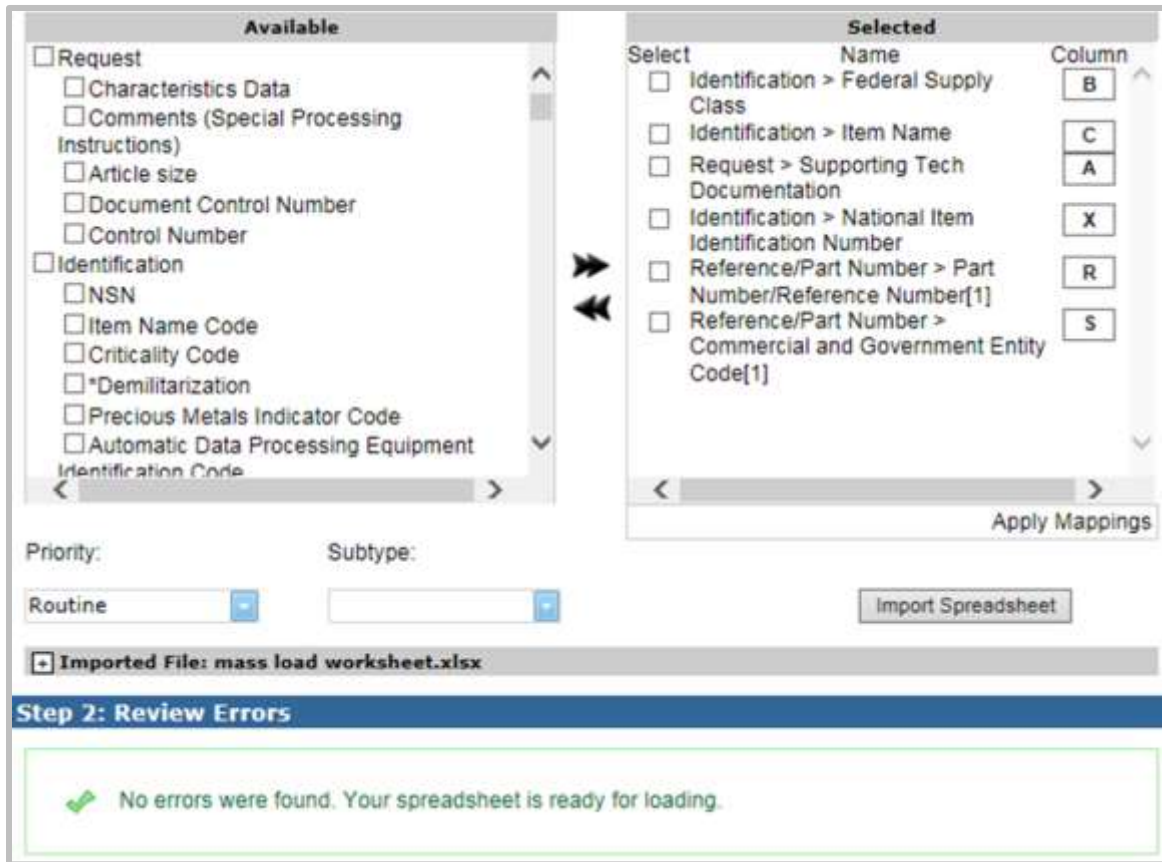 Available
Request
Characteristics Data
Comments (Special Processing
Instructions)
Article size
Document Control Number
Control Number
Identification
NSN
Item Name Code
Criticality Code
*Demilitarization
Precious Metals Indicator Code
Automatic Data Processing Equipment
Identification Code
Selected
Select Name Column
Identification > Federal Supply B
Class
Identification > Item Name C
Request > Supporting Tech A
Documentation
Identification > National Item X
Identification Number
Reference/Part Number > Part R
Number/Reference Number[1]
Reference/Part Number > S
Commercial and Government Entity
Code[1]
Apply Mappings
Priority: Subtype:
Routine Import Spreadsheet
Imported File: mass load worksheet.xlsx
Step 2: Review Errors
No errors were found. Your spreadsheet is ready for loading.